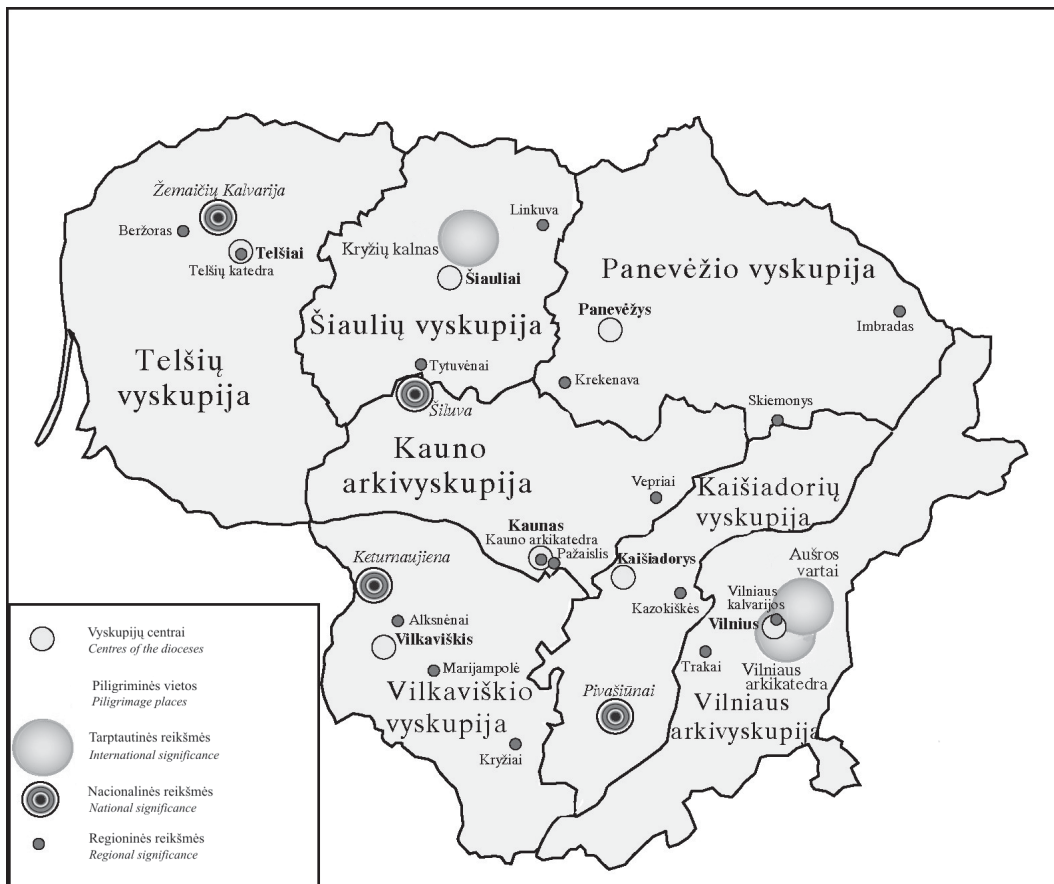 Žemaičių Kalvarija
Beržoras
Telšiai
Telšių katedra
Linkuva
Kryžių kalnas
Šiauliai
Panevėžio vyskupija
Panevėžys
Imbradas
Šiaulių vyskupija
Telšių
vyskupija
Tytuvėnai
Krekenava
Šiluva
Skiemonys
Kauno
arkivyskupija
Vepriai
Kaišiadorių
vyskupija
Kaunas
Kauno arkikatedra
Pažaislis
Keturnaujiena
Kaišiadorys
Kazokiškės
Aušros
vartai
Vilniaus
kalvarijos
Vilnius
Alksnėnai
Vilkaviškis
Trakai
Vilniaus
arkikatedra
Marijampolė
Vilkaviškio
vyskupija
Pivašiūnai
Vilniaus
arkivyskupija
Kryžiai
Vyskupijų centrai
Centres of the dioceses
Piligriminės vietos
Piligrimage places
Tarptautinės reikšmės
International significance
Nacionalinės reikšmės
National significance
Regioninės reikšmės
Regional significance